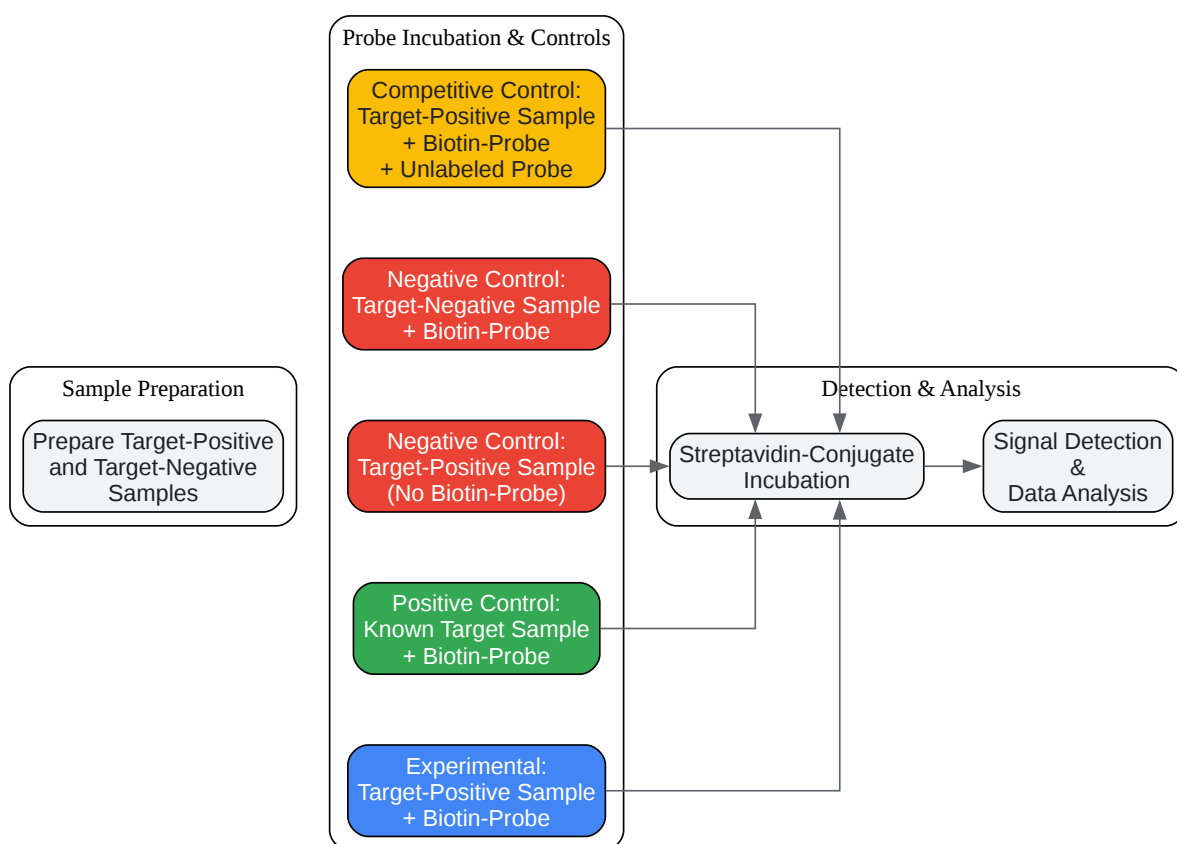 Probe Incubation & Controls
Competitive Control:
Target-Positive Sample
+ Biotin-Probe
+ Unlabeled Probe
Negative Control:
Target-Negative Sample
+ Biotin-Probe
Sample Preparation
Prepare Target-Positive
and Target-Negative
Samples
Negative Control:
Target-Positive Sample
(No Biotin-Probe)
Detection & Analysis
Streptavidin-Conjugate
Incubation
Signal Detection
&
Data Analysis
Positive Control:
Known Target Sample
+ Biotin-Probe
Experimental:
Target-Positive Sample
+ Biotin-Probe